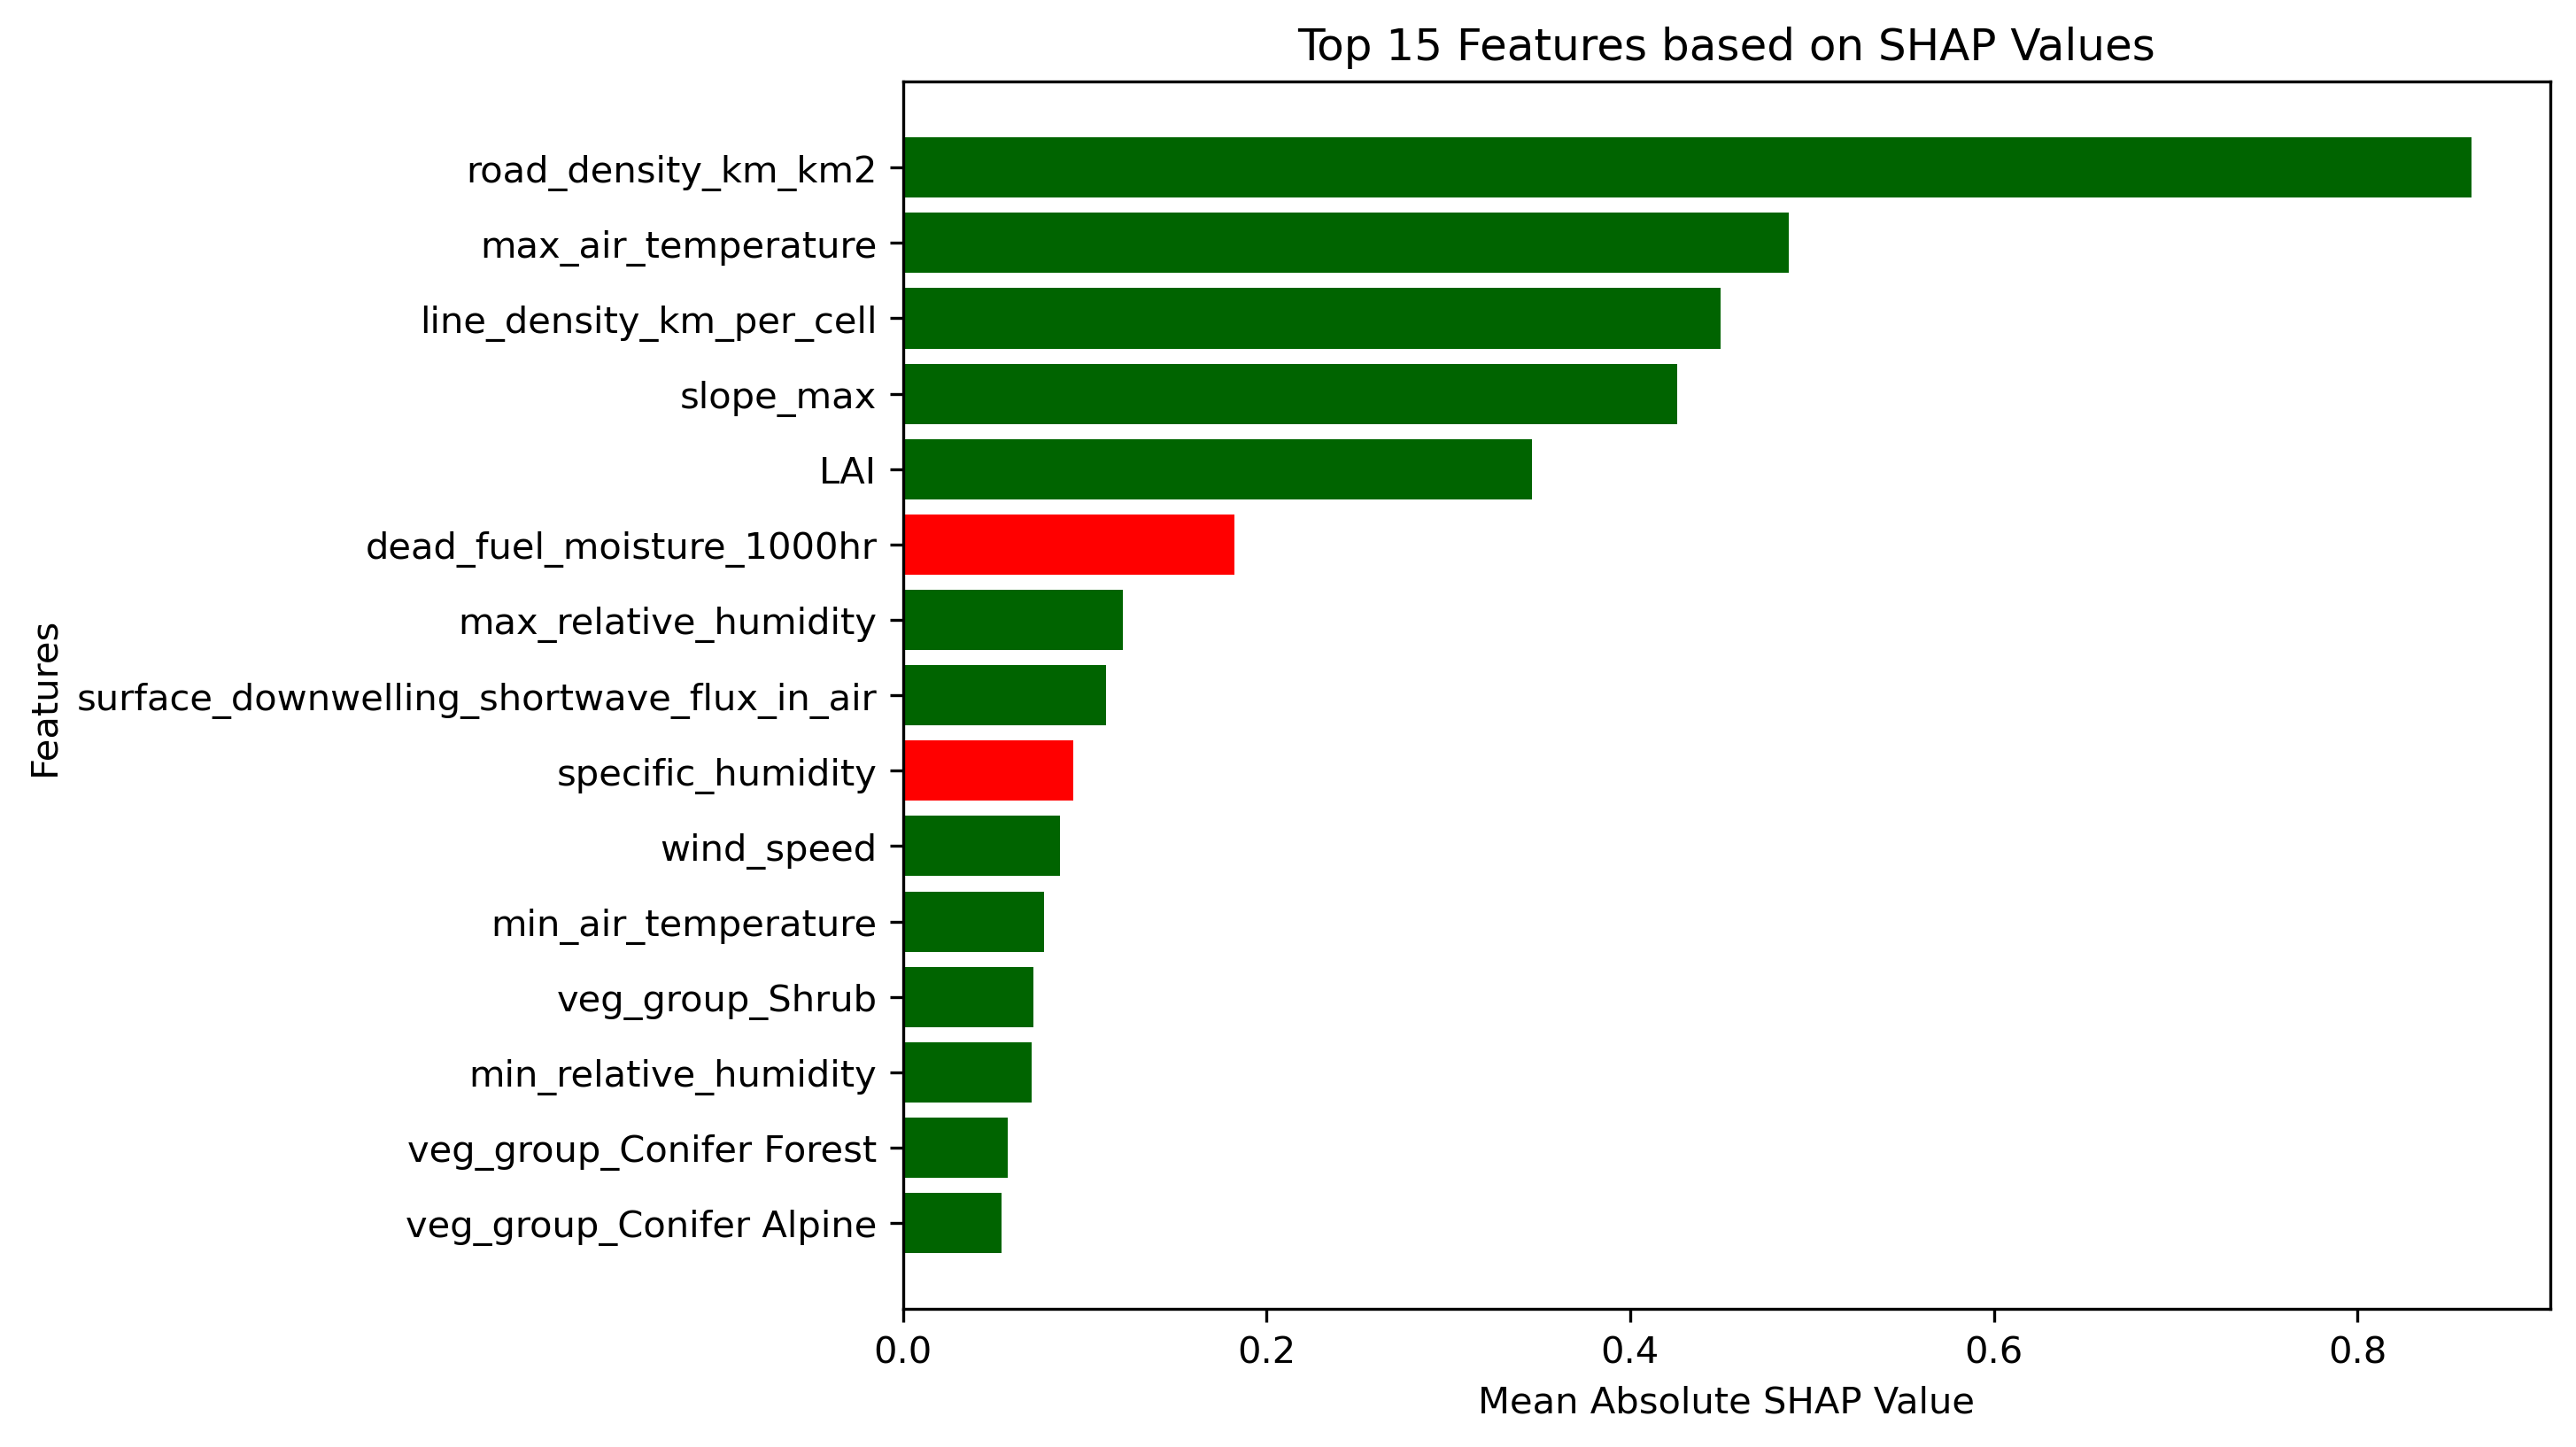 Top 15 Features based on SHAP Values
Features
road_density_km_km2
max_air_temperature
line_density_km_per_cell
slope_max
LAI
dead_fuel_moisture_1000hr
max_relative_humidity
surface_downwelling_shortwave_flux_in_air
specific_humidity
wind_speed
min_air_temperature
veg_group_Shrub
min_relative_humidity
veg_group_Conifer Forest
veg_group_Conifer Alpine
0.0 0.2 0.4 0.6 0.8
Mean Absolute SHAP Value